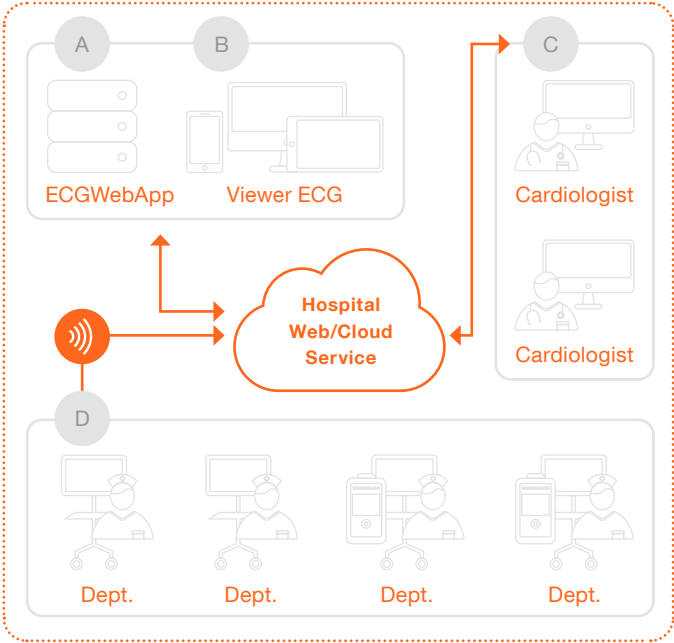 A
B
C
ECGWebApp
Viewer ECG
Cardiologist
Hospital
Web/Cloud
Service
Cardiologist
D
Dept.
Dept.
Dept.
Dept.